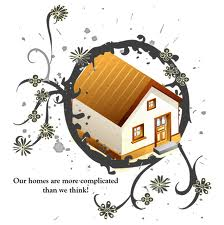 Our homes are more complicated
than we think!